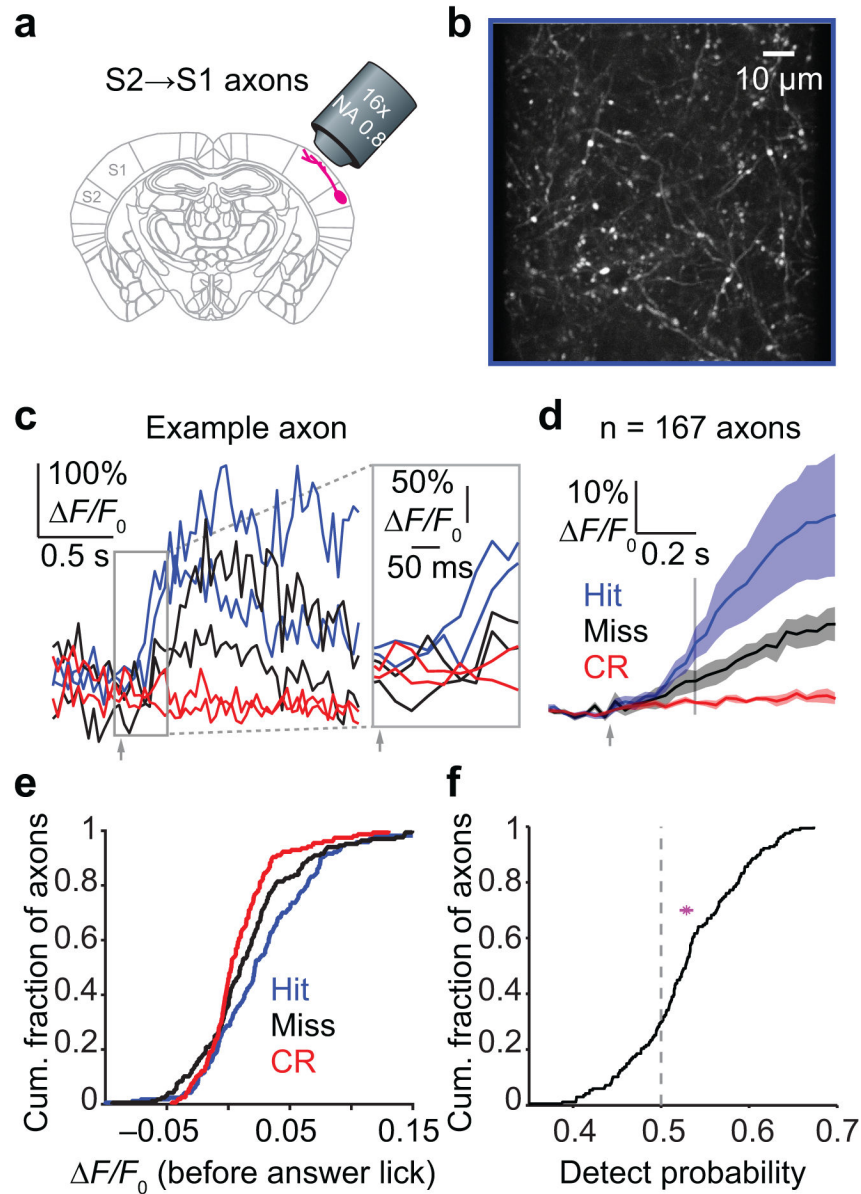 a
S2→S1 axons
16x
NA 0.8
S1
S2
b
10 µm
c
Example axon
100%
ΔF/F0
0.5 s
50%
ΔF/F0
50 ms
d
n = 167 axons
10%
ΔF/F0
0.2 s
Hit
Miss
CR
e
Cum. fraction of axons
1
0.8
0.6
0.4
0.2
0
Hit
Miss
CR
–0.05
0.05
0.15
ΔF/F0 (before answer lick)
f
Cum. fraction of axons
1
0.8
0.6
0.4
0.2
0
*
0.4
0.5
0.6
0.7
Detect probability